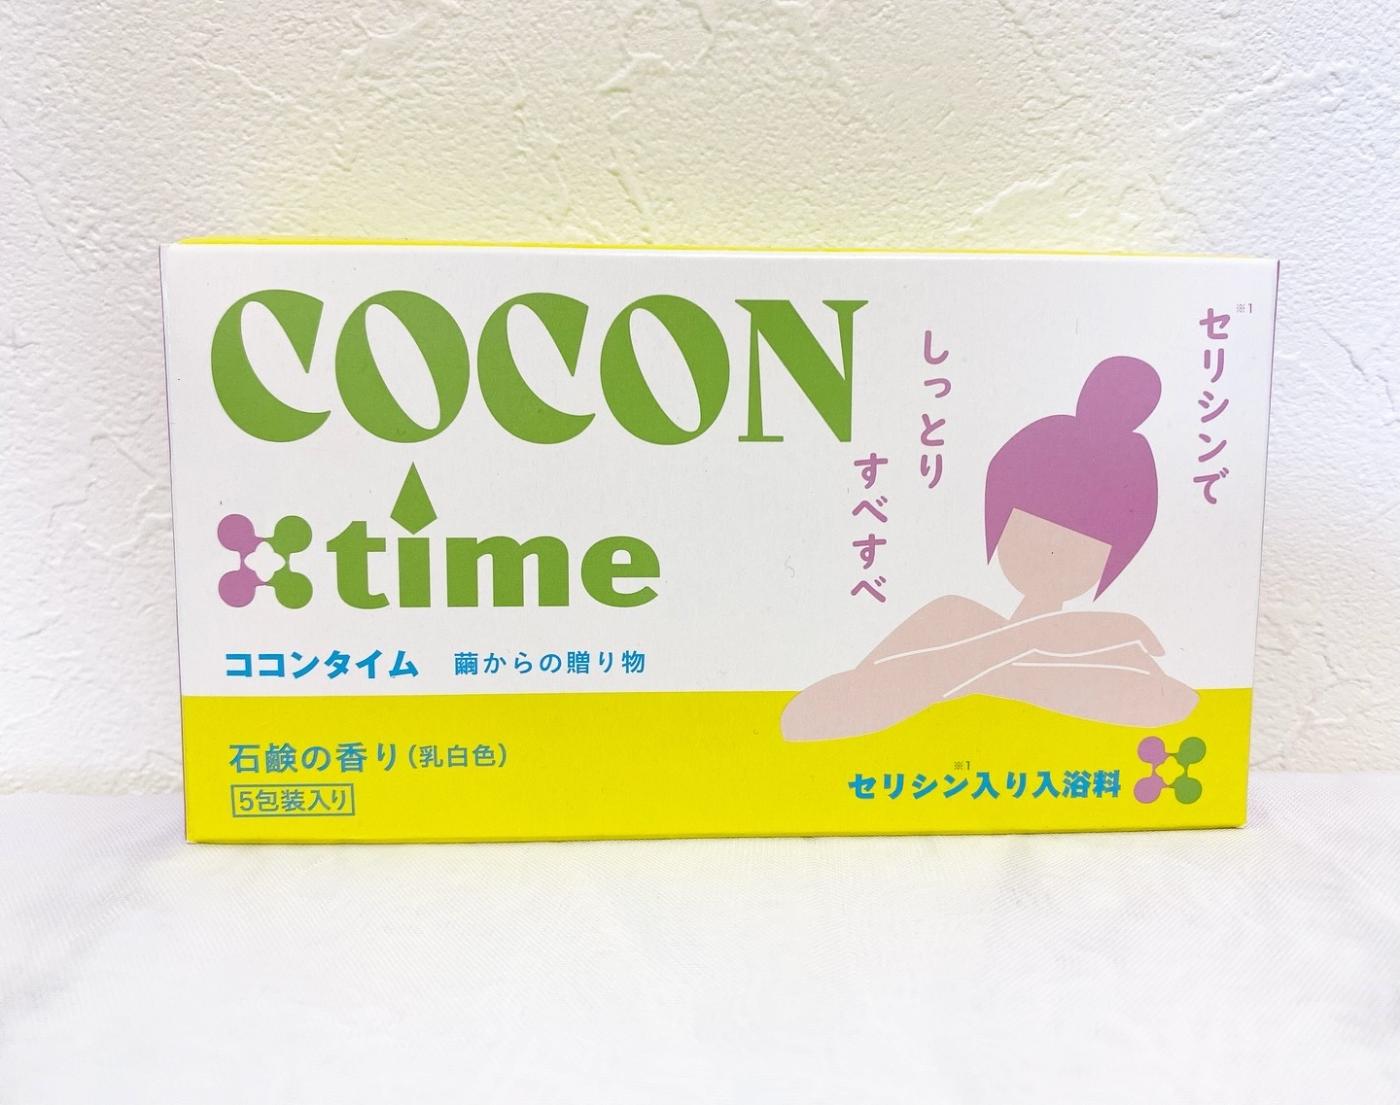 COCON
time
ココンタイム 繭からの贈り物
セリシンで※1
しっとり
すべすべ
石鹸の香り(乳白色)
5包装入り
セリシン※1入り入浴料